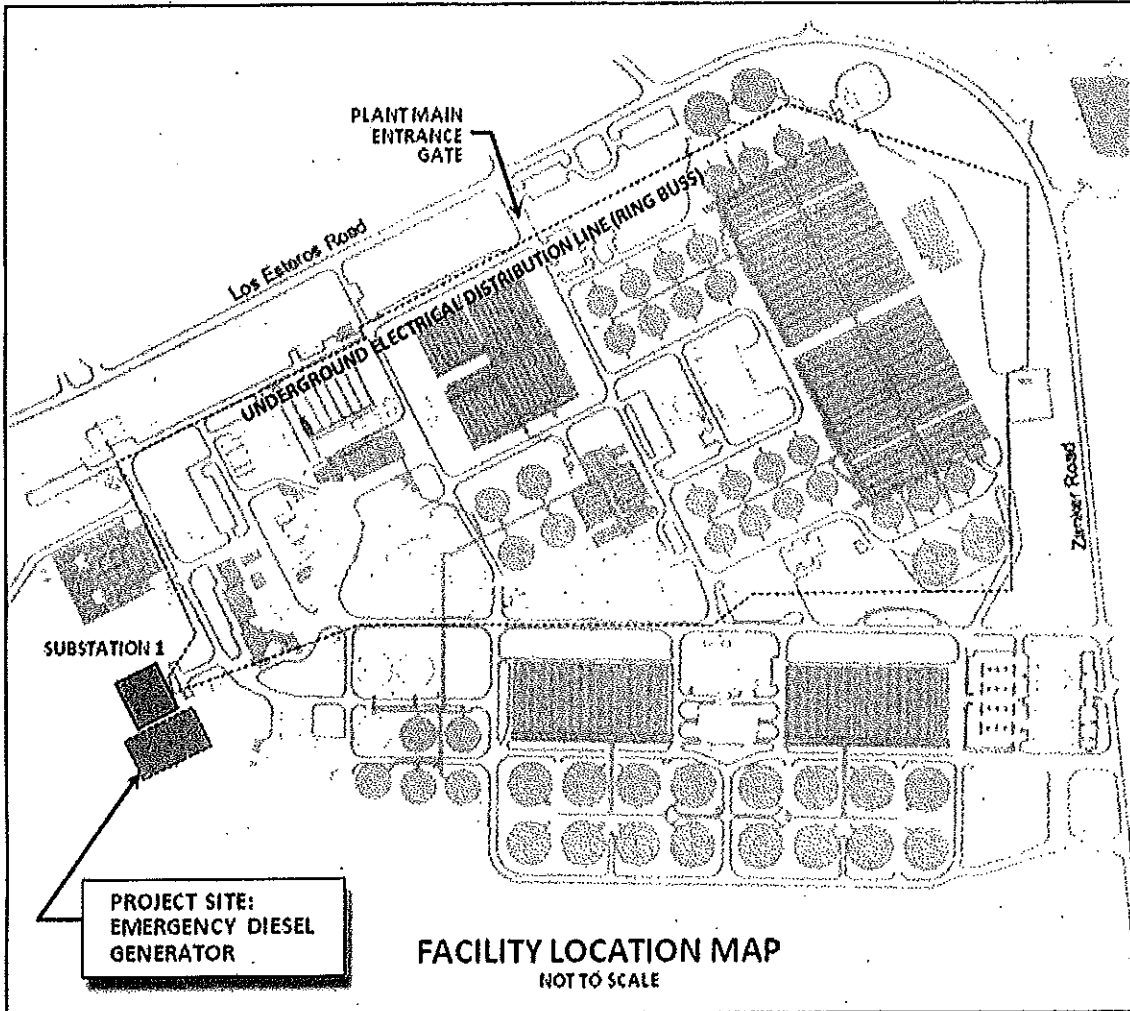 PLANT MAIN
ENTRANCE
GATE
Los Esteros Road
UNDERGROUND ELECTRICAL DISTRIBUTION LINE (RING BUSS)
Zanker Road
SUBSTATION 1
PROJECT SITE:
EMERGENCY DIESEL
GENERATOR
FACILITY LOCATION MAP
NOT TO SCALE